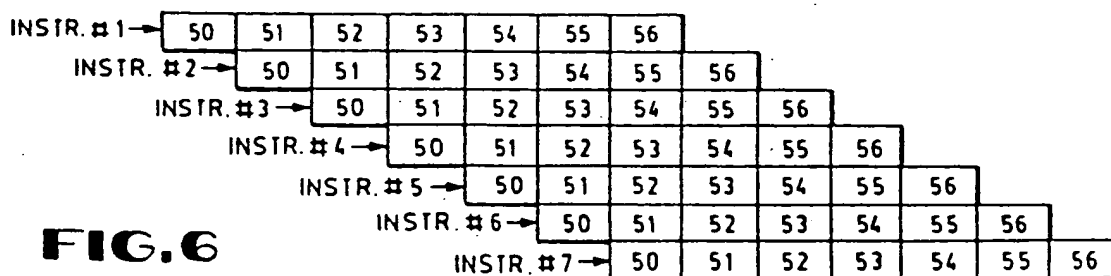 INSTR. #1→ 50 51 52 53 54 55 56
INSTR. #2→ 50 51 52 53 54 55 56
INSTR. #3→ 50 51 52 53 54 55 56
INSTR. #4→ 50 51 52 53 54 55 56
INSTR. #5→ 50 51 52 53 54 55 56
INSTR. #6→ 50 51 52 53 54 55 56
INSTR. #7→ 50 51 52 53 54 55 56
FIG.6